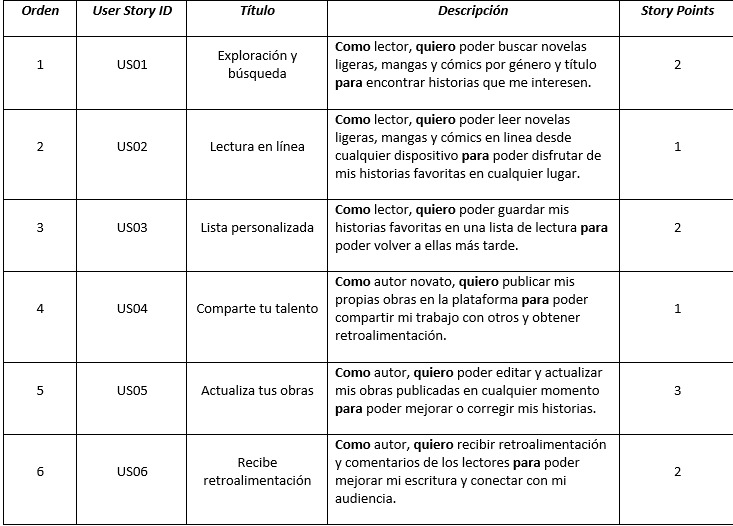 Orden User Story ID Título Descripción Story Points
1 US01 Exploración y búsqueda Como lector, quiero poder buscar novelas
ligeras, mangas y cómics por género y título
para encontrar historias que me interesen. 2
2 US02 Lectura en línea Como lector, quiero poder leer novelas
ligeras, mangas y cómics en linea desde
cualquier dispositivo para poder disfrutar de
mis historias favoritas en cualquier lugar. 1
3 US03 Lista personalizada Como lector, quiero poder guardar mis
historias favoritas en una lista de lectura para
poder volver a ellas más tarde. 2
4 US04 Comparte tu talento Como autor novato, quiero publicar mis
propias obras en la plataforma para poder
compartir mi trabajo con otros y obtener
retroalimentación. 1
5 US05 Actualiza tus obras Como autor, quiero poder editar y actualizar
mis obras publicadas en cualquier momento
para poder mejorar o corregir mis historias. 3
6 US06 Recibe retroalimentación Como autor, quiero recibir retroalimentación
y comentarios de los lectores para poder
mejorar mi escritura y conectar con mi
audiencia. 2